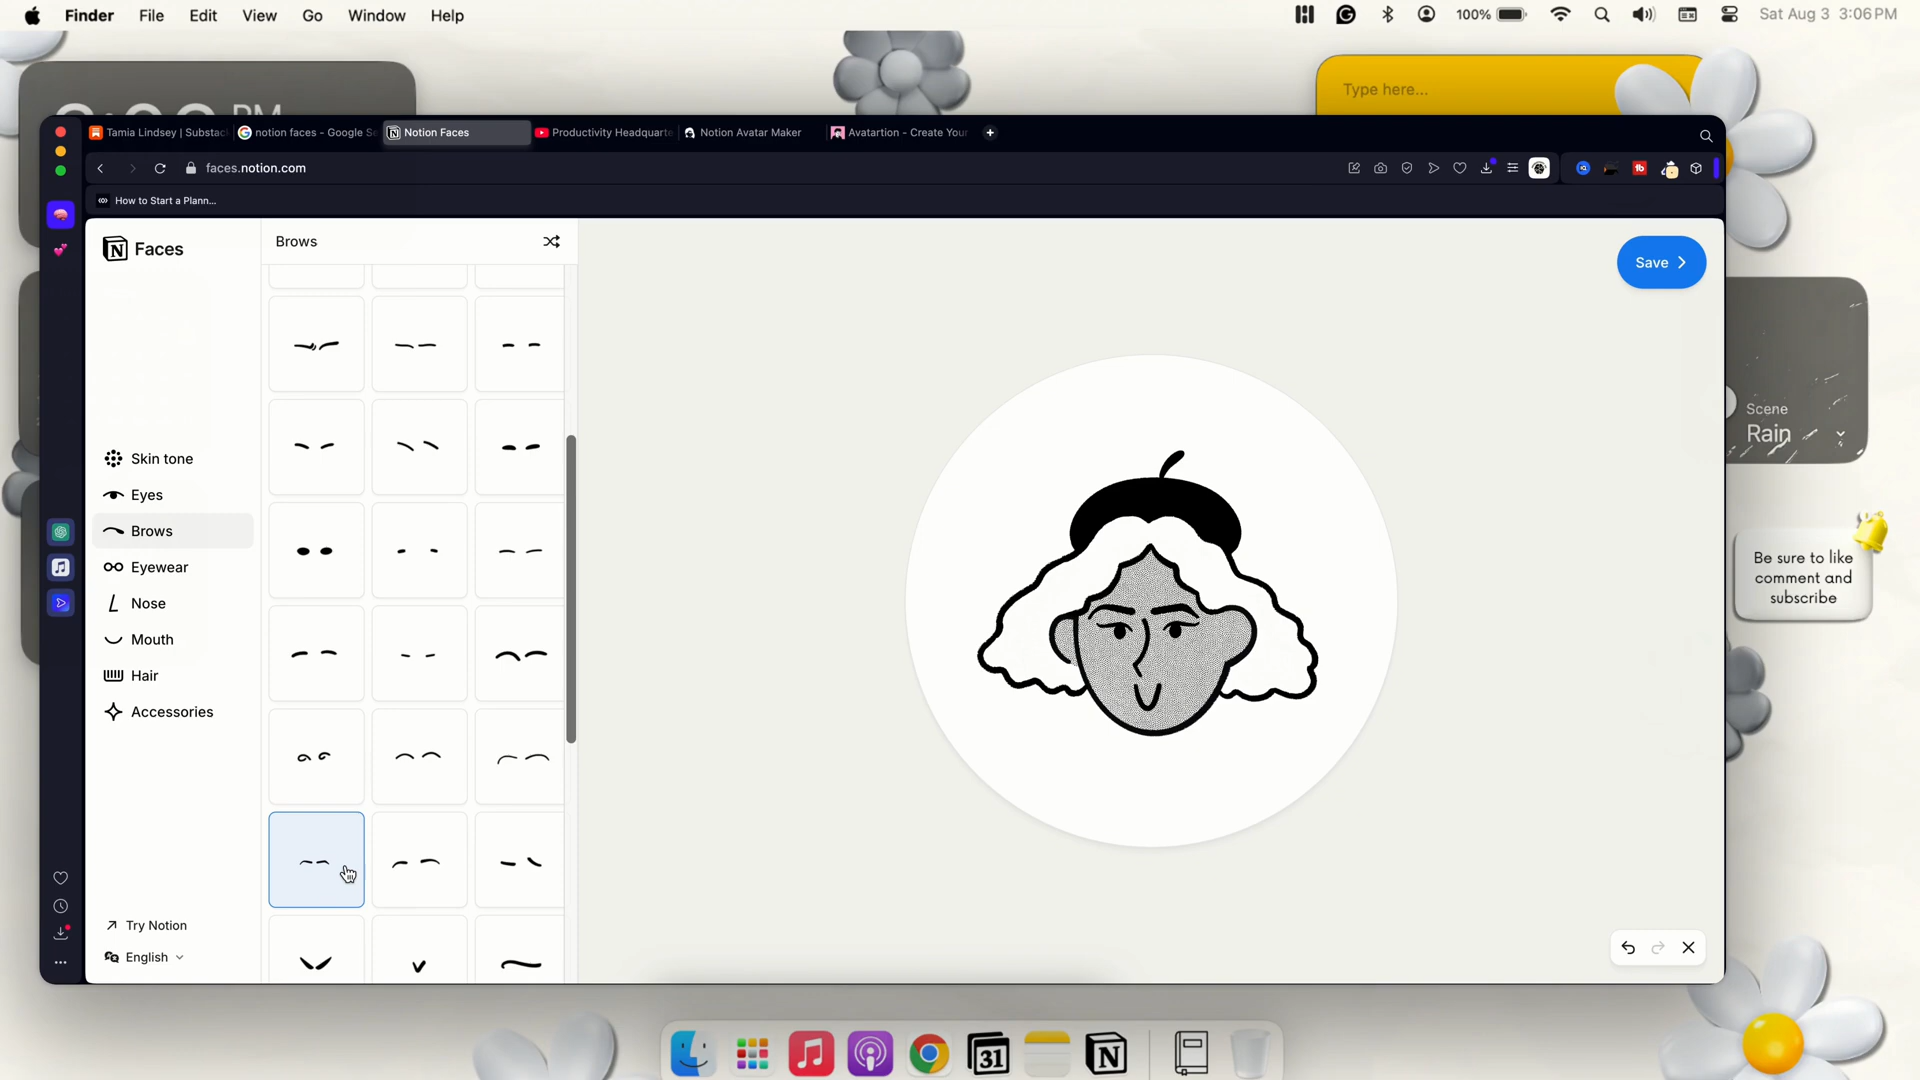 Finder File Edit View Go Window Help 100% Sat Aug 3 3:06 PM
PM
Type here...
Tamia Lindsey | Substac notion faces - Google Se Notion Faces Productivity Headquarte Notion Avatar Maker Avatartion - Create Your
faces.notion.com
How to Start a Plann...
Faces
Brows
Save
Skin tone
Eyes
Brows
Eyewear
Nose
Mouth
Hair
Accessories
Try Notion
English
Scene
Rain
Be sure to like
comment and
subscribe
31